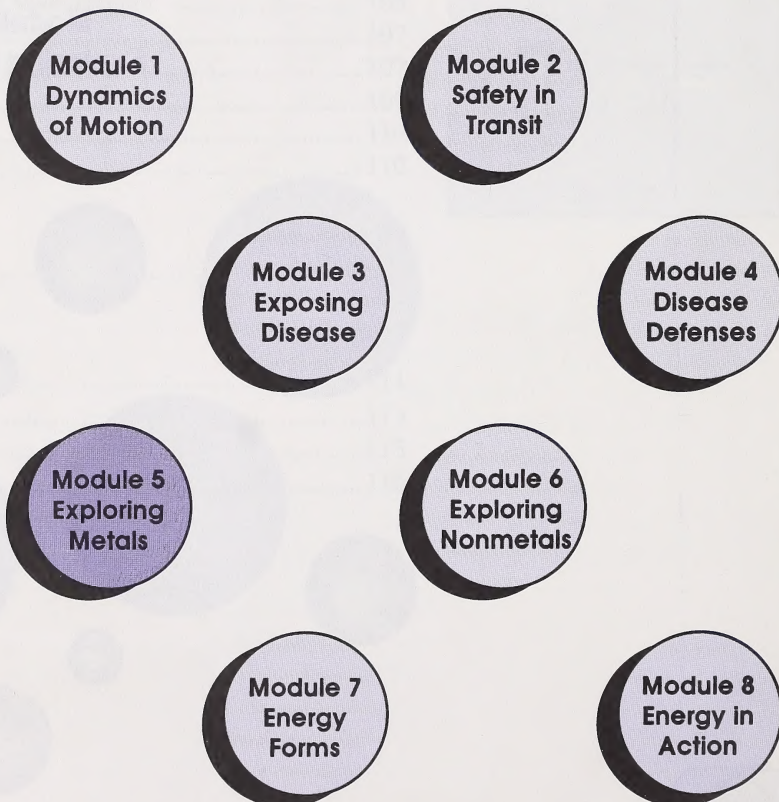 Module 1
Dynamics
of Motion
Module 2
Safety in
Transit
Module 3
Exposing
Disease
Module 4
Disease
Defenses
Module 5
Exploring
Metals
Module 6
Exploring
Nonmetals
Module 7
Energy
Forms
Module 8
Energy in
Action